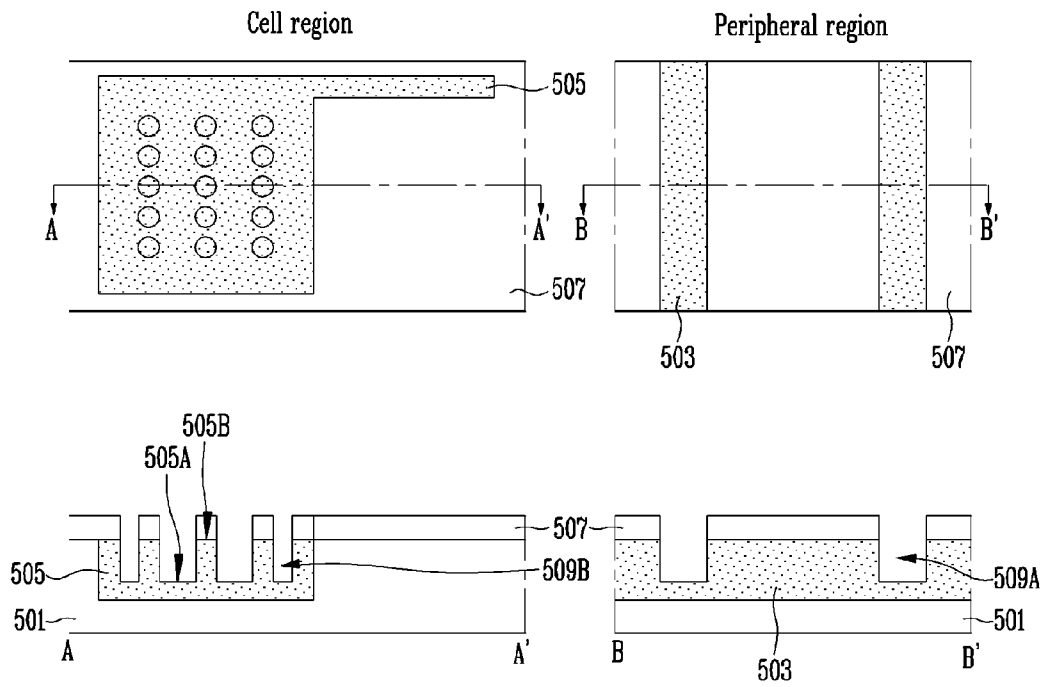 Cell region
Peripheral region
505
A A' B B'
507
503 507
505B
505A
507
505
509B
509A
501
501
A A' B B'
503